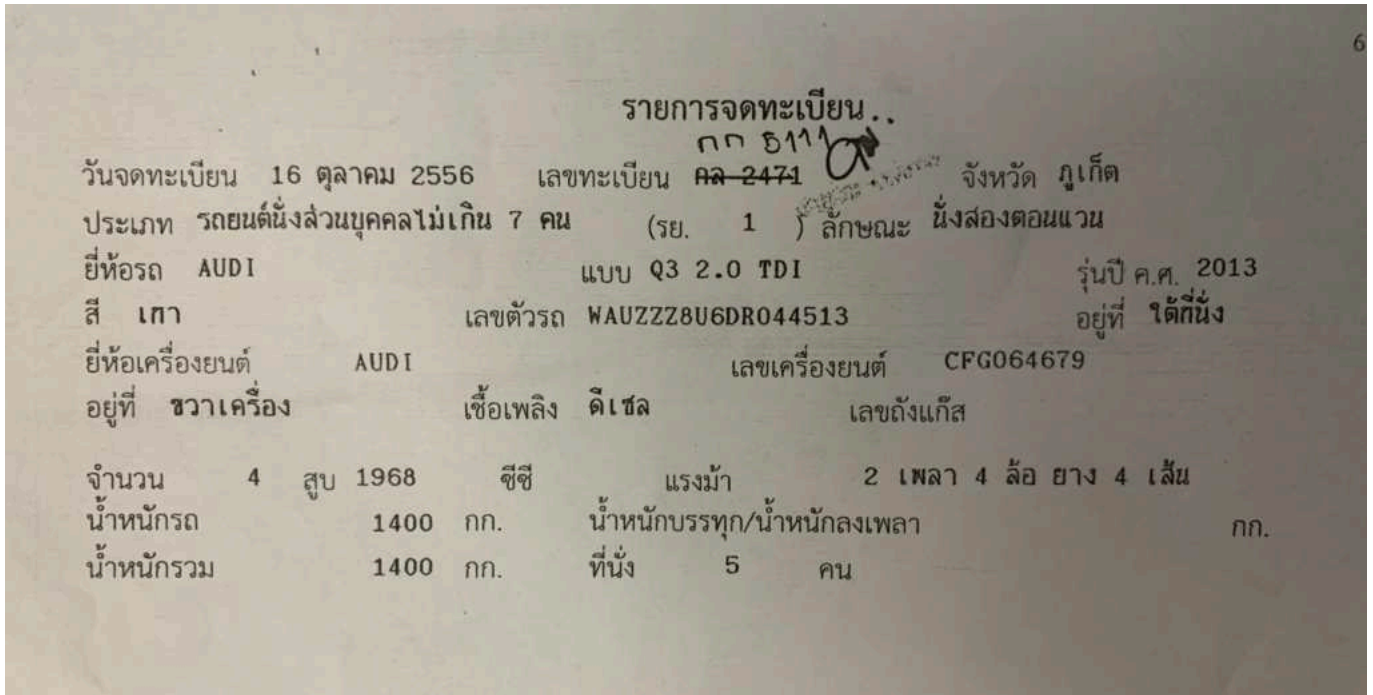 6
รายการจดทะเบียน..
กก 5111
วันจดทะเบียน 16 ตุลาคม 2556 เลขทะเบียน กล 2471 จังหวัด ภูเก็ต
ประเภท รถยนต์นั่งส่วนบุคคลไม่เกิน 7 คน (รย. 1 ) ลักษณะ นั่งสองตอนแวน
ยี่ห้อรถ AUDI แบบ Q3 2.0 TDI รุ่นปี ค.ศ. 2013
สี เทา เลขตัวรถ WAUZZZ8U6DR044513 อยู่ที่ ใต้ที่นั่ง
ยี่ห้อเครื่องยนต์ AUDI เลขเครื่องยนต์ CFG064679
อยู่ที่ ขวาเครื่อง เชื้อเพลิง ดีเซล เลขถังแก๊ส
จำนวน 4 สูบ 1968 ซีซี แรงม้า 2 เพลา 4 ล้อ ยาง 4 เส้น
น้ำหนักรถ 1400 กก. น้ำหนักบรรทุก/น้ำหนักลงเพลา กก.
น้ำหนักรวม 1400 กก. ที่นั่ง 5 คน